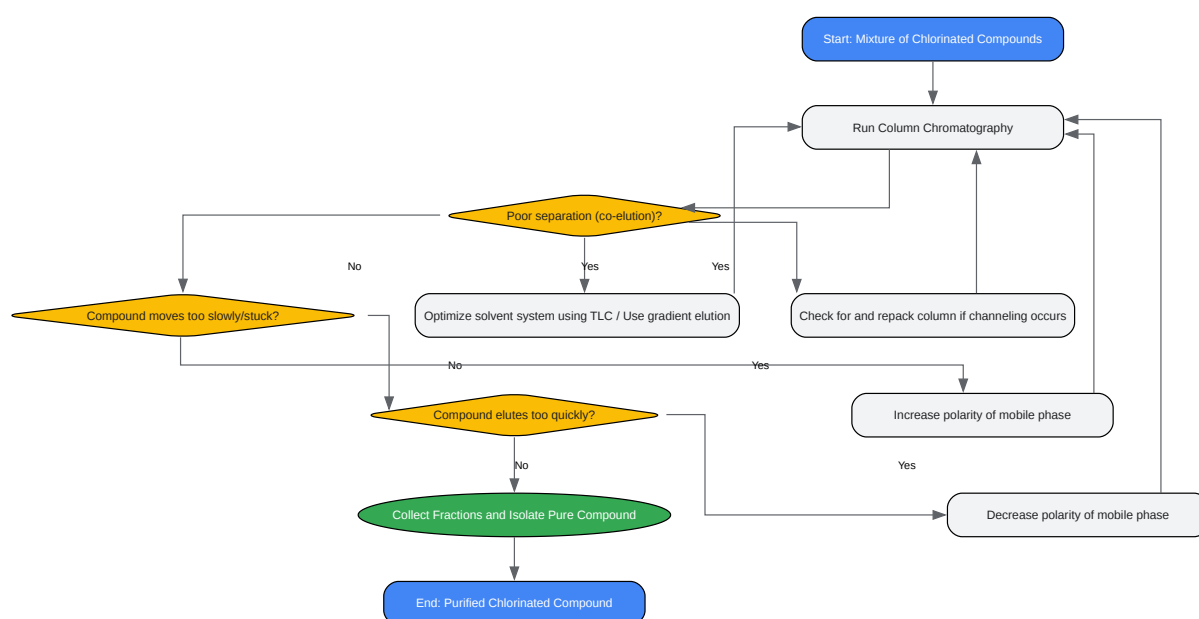 Start: Mixture of Chlorinated Compounds
Run Column Chromatography
Poor separation (co-elution)?
No
Yes
Yes
Compound moves too slowly/stuck?
Optimize solvent system using TLC / Use gradient elution
Check for and repack column if channeling occurs
No
Yes
Compound elutes too quickly?
Increase polarity of mobile phase
No
Yes
Collect Fractions and Isolate Pure Compound
Decrease polarity of mobile phase
End: Purified Chlorinated Compound